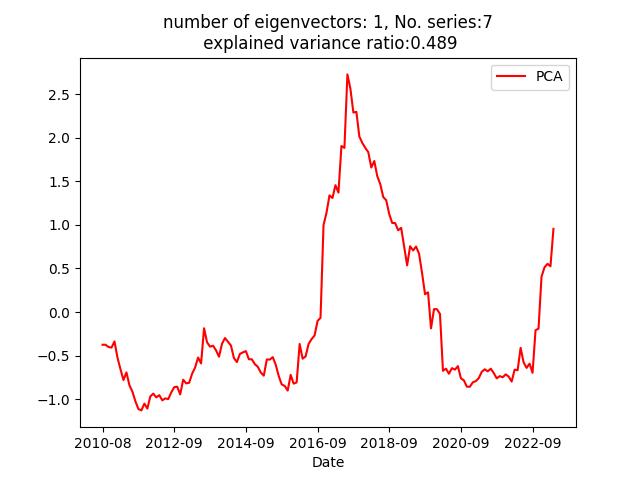 number of eigenvectors: 1, No. series:7
explained variance ratio:0.489
PCA
2.5
2.0
1.5
1.0
0.5
0.0
−0.5
−1.0
2010-08 2012-09 2014-09 2016-09 2018-09 2020-09 2022-09
Date